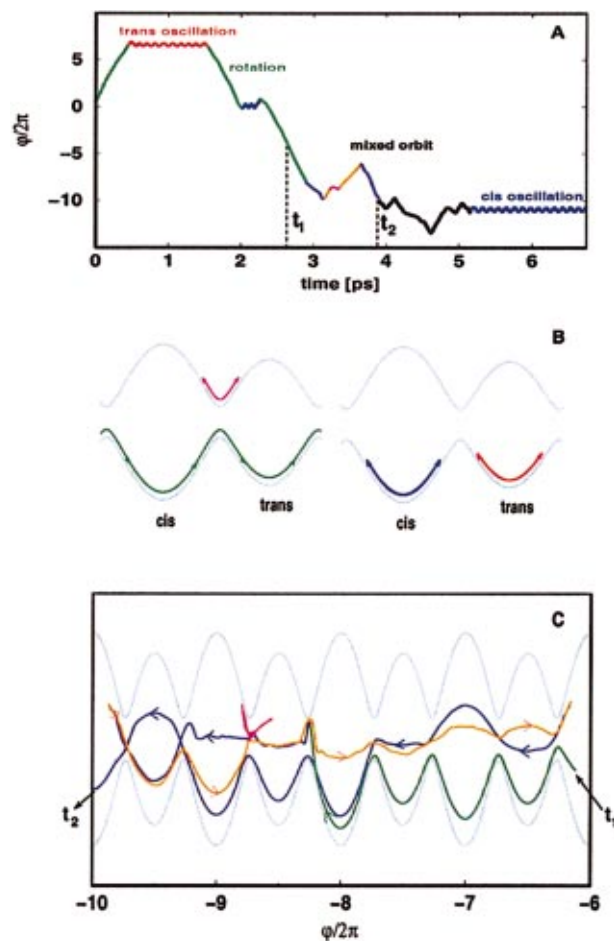 trans oscillation
A
5
rotation
0
φ/2π
mixed orbit
-5
-10
cis oscillation
t1
t2
0 1 2 3 4 5 6
time [ps]
B
cis
trans
cis
trans
C
t2
t1
-10 -9 -8 -7 -6
φ/2π